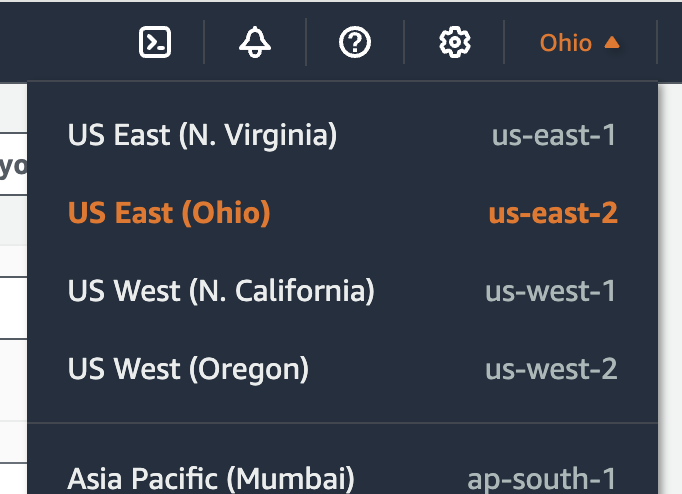 Ohio ▲
yo
US East (N. Virginia) us-east-1
US East (Ohio) us-east-2
US West (N. California) us-west-1
US West (Oregon) us-west-2
Asia Pacific (Mumbai) ap-south-1